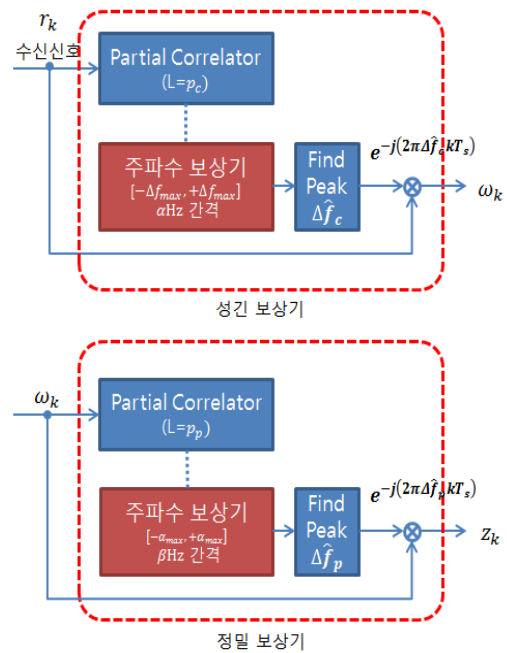 r_k
수신신호
Partial Correlator
(L=p_c)
주파수 보상기
[−Δf_max, +Δf_max]
αHz 간격
Find
Peak
Δf̂_c
e^{-j(2πΔf̂_c kT_s)}
ω_k
성긴 보상기
ω_k
Partial Correlator
(L=p_p)
주파수 보상기
[−α_max, +α_max]
βHz 간격
Find
Peak
Δf̂_p
e^{-j(2πΔf̂_p kT_s)}
z_k
정밀 보상기